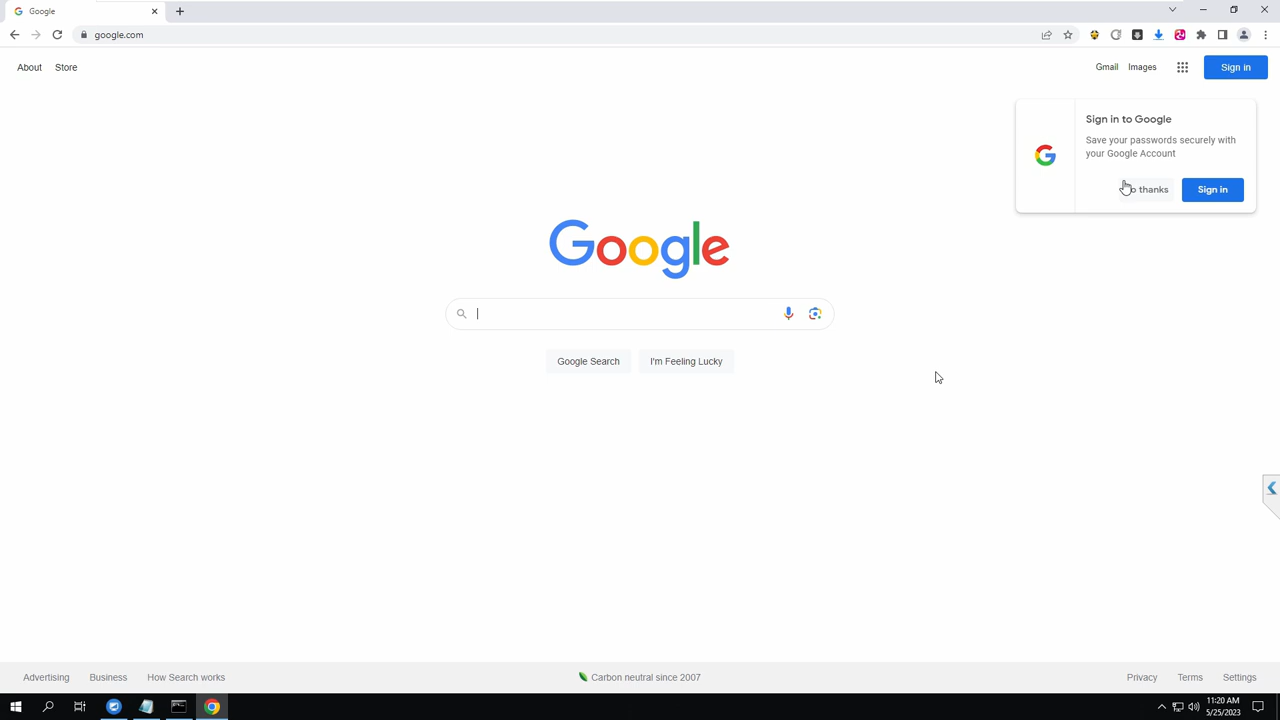 Google
google.com
About
Store
Gmail
Images
Sign in
Sign in to Google
Save your passwords securely with
your Google Account
thanks
Sign in
Google
Google Search
I'm Feeling Lucky
Advertising
Business
How Search works
Carbon neutral since 2007
Privacy
Terms
Settings
11:20 AM
5/25/2023